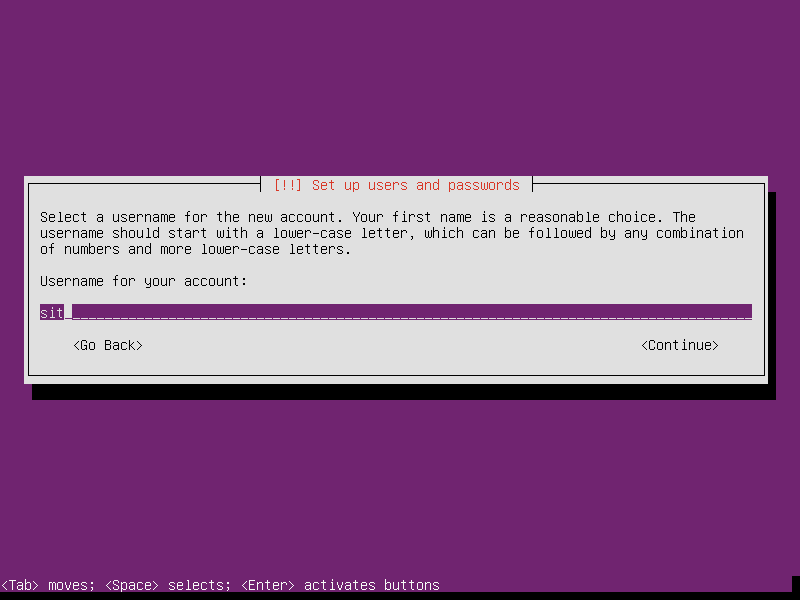 [!!] Set up users and passwords
Select a username for the new account. Your first name is a reasonable choice. The
username should start with a lower-case letter, which can be followed by any combination
of numbers and more lower-case letters.
Username for your account:
sit
<Go Back> <Continue>
<Tab> moves; <Space> selects; <Enter> activates buttons